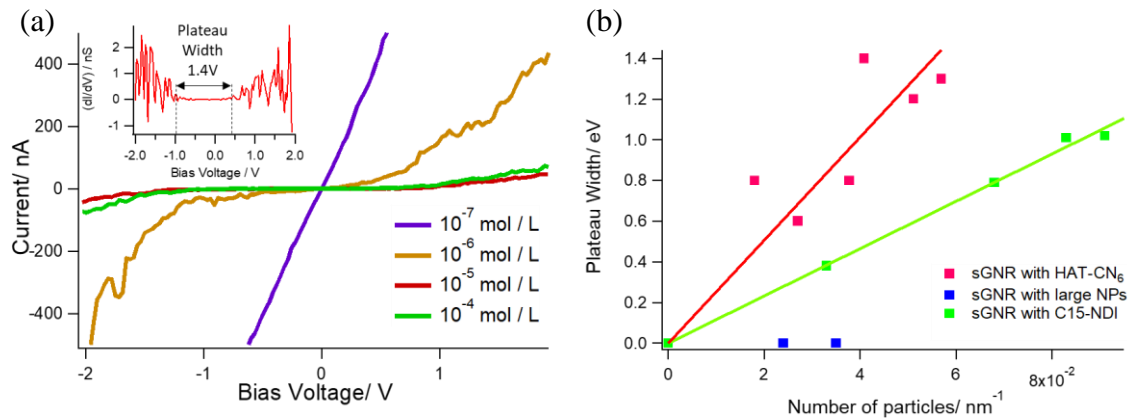 (a)
400
200
0
-200
-400
Current/ nA
-2
-1
0
1
Bias Voltage/ V
(dI/dV) / nS
2
1
0
-1
Plateau
Width
1.4V
-2.0
-1.0
0.0
1.0
2.0
Bias Voltage / V
10⁻⁷ mol / L
10⁻⁶ mol / L
10⁻⁵ mol / L
10⁻⁴ mol / L
(b)
Plateau Width/ eV
1.4
1.2
1.0
0.8
0.6
0.4
0.2
0.0
0
2
4
6
8x10⁻²
Number of particles/ nm⁻¹
sGNR with HAT-CN₆
sGNR with large NPs
sGNR with C15-NDI